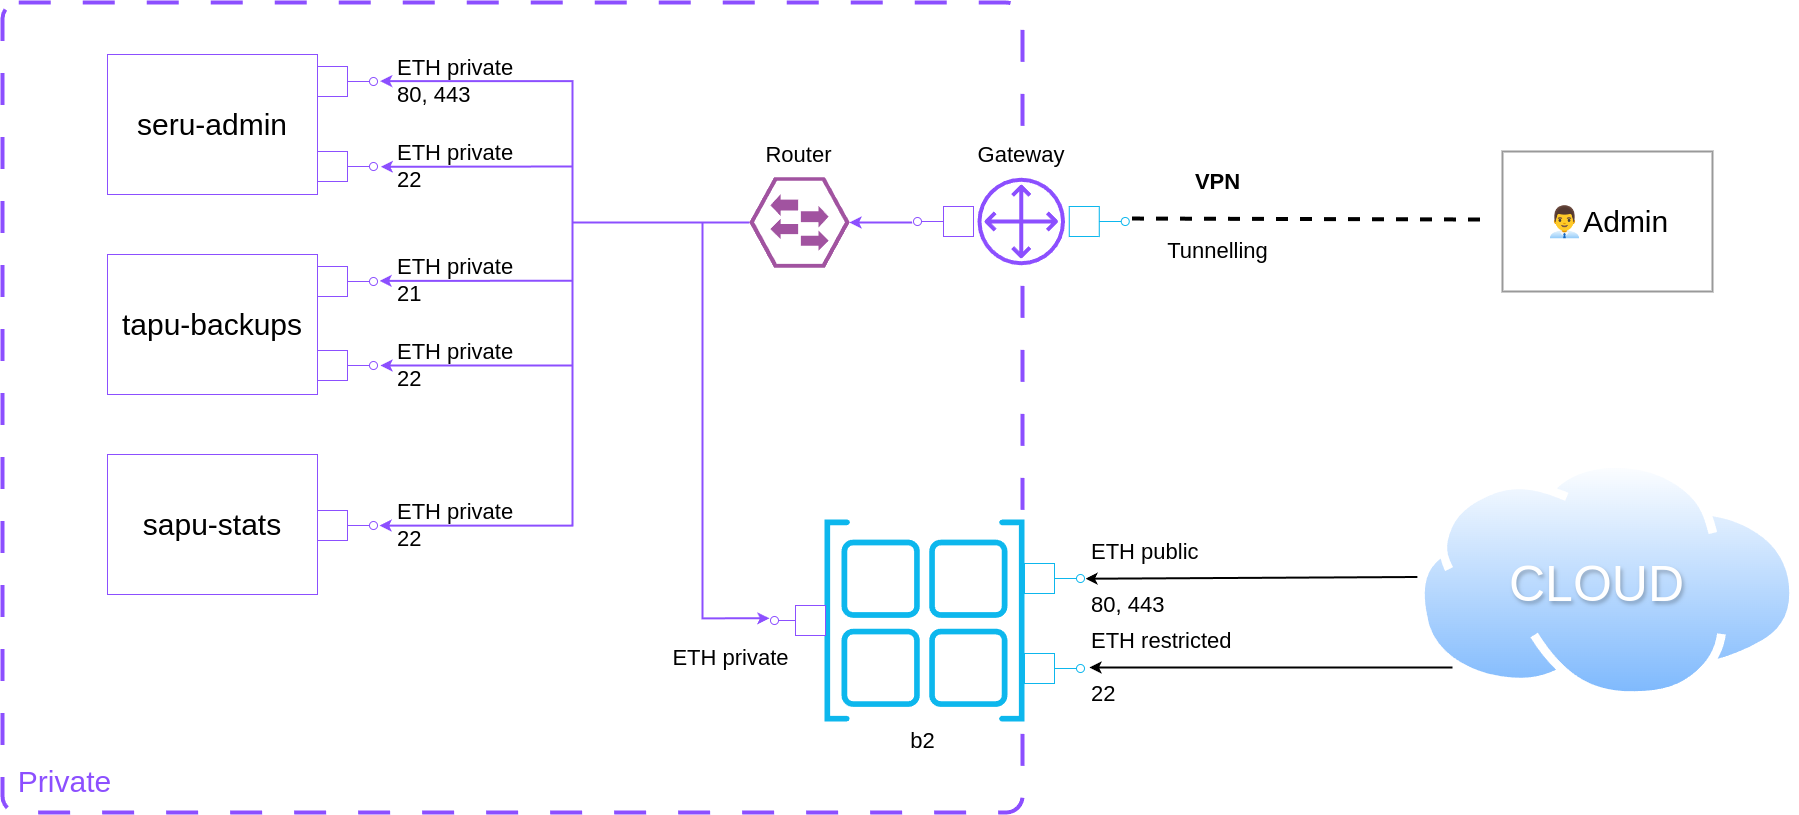 ETH private
80, 443
seru-admin
ETH private
22
Router
Gateway
VPN
Tunnelling
👨‍💼Admin
ETH private
21
tapu-backups
ETH private
22
ETH private
22
sapu-stats
ETH public
80, 443
ETH restricted
22
CLOUD
ETH private
b2
Private